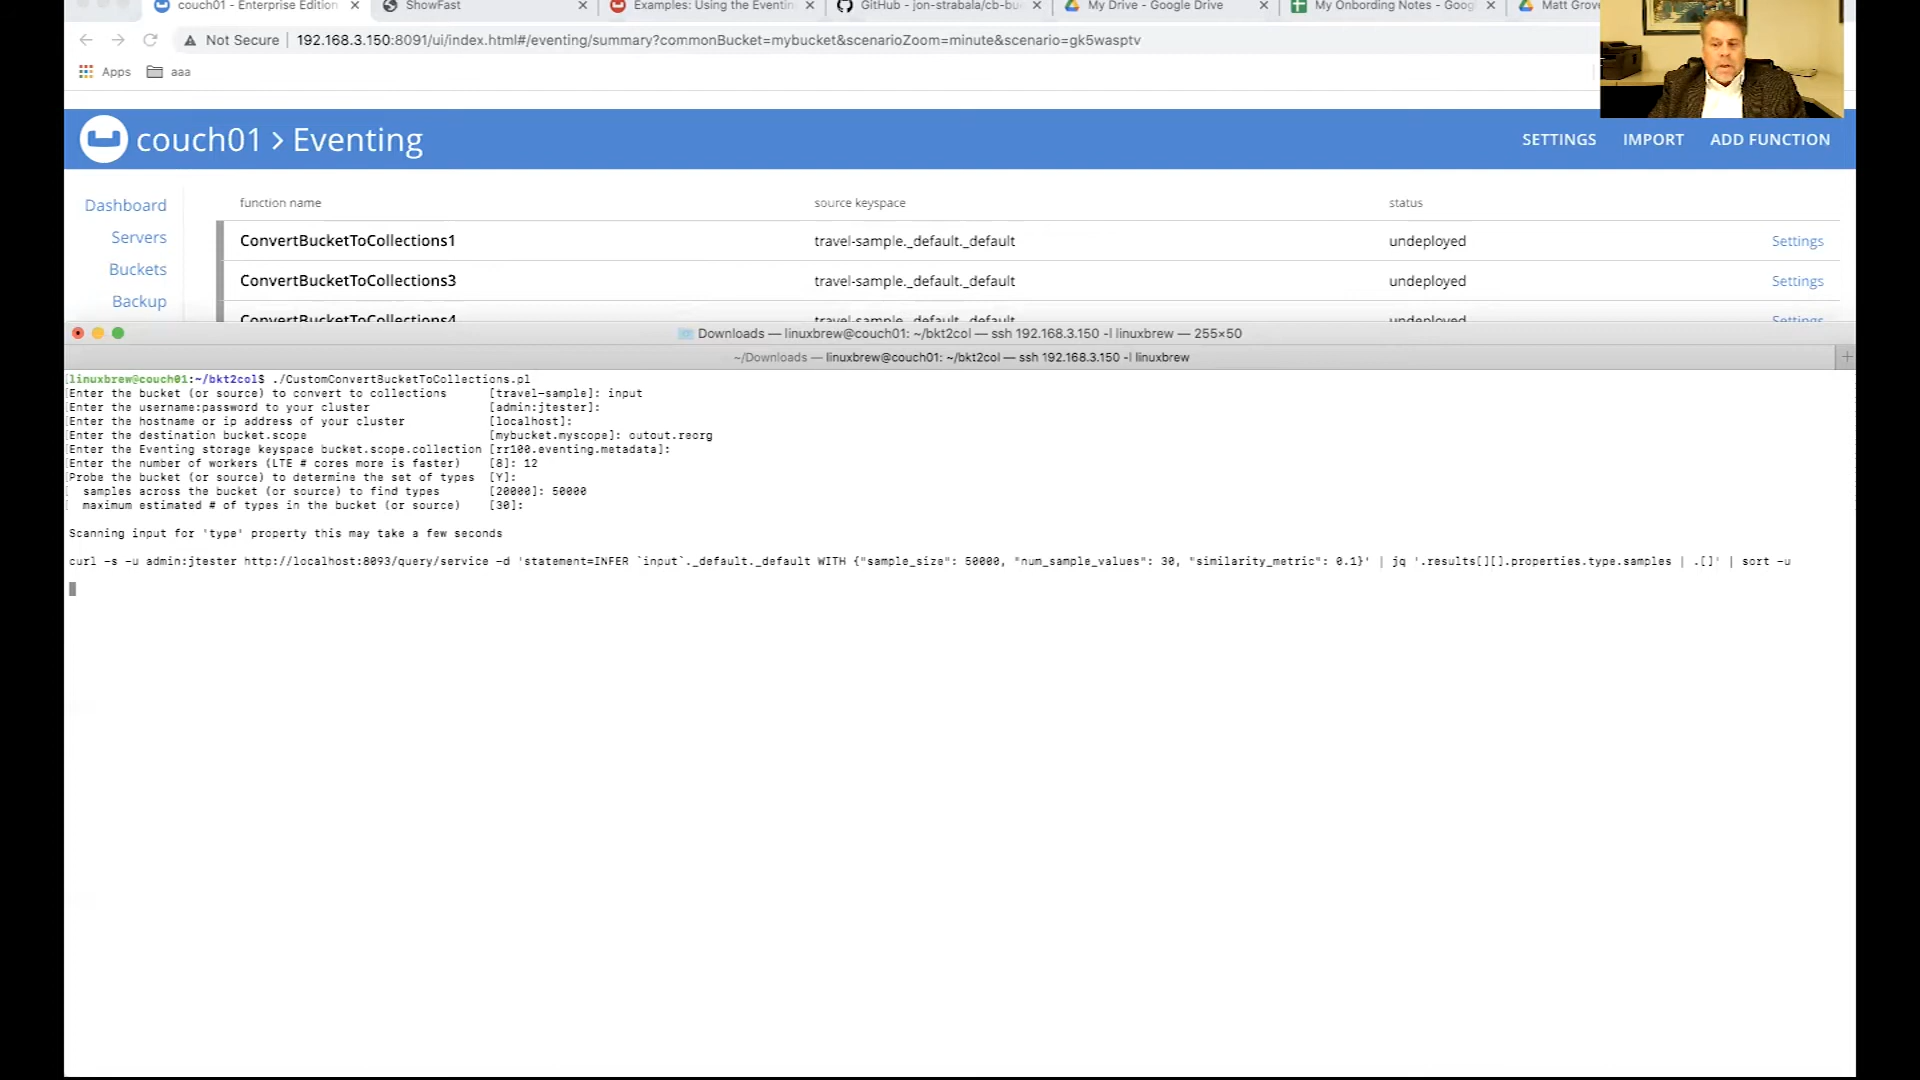 couch01 - Enterprise Edition
ShowFast
Examples: Using the Eventin
GitHub - jon-strabala/cb-bu
My Drive - Google Drive
My Onbording Notes - Goog
Matt Grov
Not Secure | 192.168.3.150:8091/ui/index.html#/eventing/summary?commonBucket=mybucket&scenarioZoom=minute&scenario=gk5wasptv
Apps aaa
couch01 > Eventing
SETTINGS IMPORT ADD FUNCTION
Dashboard
Servers
Buckets
Backup
function name source keyspace status
ConvertBucketToCollections1 travel-sample._default._default undeployed Settings
ConvertBucketToCollections3 travel-sample._default._default undeployed Settings
ConvertBucketToCollections4 travel-sample._default._default undeployed Settings
Downloads — linuxbrew@couch01: ~/bkt2col — ssh 192.168.3.150 -l linuxbrew — 255×50
~/Downloads — linuxbrew@couch01: ~/bkt2col — ssh 192.168.3.150 -l linuxbrew
[linuxbrew@couch01:~/bkt2col$ ./CustomConvertBucketToCollections.pl
[Enter the bucket (or source) to convert to collections [travel-sample]: input
[Enter the username:password to your cluster [admin:jtester]:
[Enter the hostname or ip address of your cluster [localhost]:
[Enter the destination bucket.scope [mybucket.myscope]: outout.reorg
[Enter the Eventing storage keyspace bucket.scope.collection [rr100.eventing.metadata]:
[Enter the number of workers (LTE # cores more is faster) [8]: 12
[Probe the bucket (or source) to determine the set of types [Y]:
[ samples across the bucket (or source) to find types [20000]: 50000
[ maximum estimated # of types in the bucket (or source) [30]:
Scanning input for 'type' property this may take a few seconds
curl -s -u admin:jtester http://localhost:8093/query/service -d 'statement=INFER `input`._default._default WITH {"sample_size": 50000, "num_sample_values": 30, "similarity_metric": 0.1}' | jq '.results[][].properties.type.samples | .[]' | sort -u